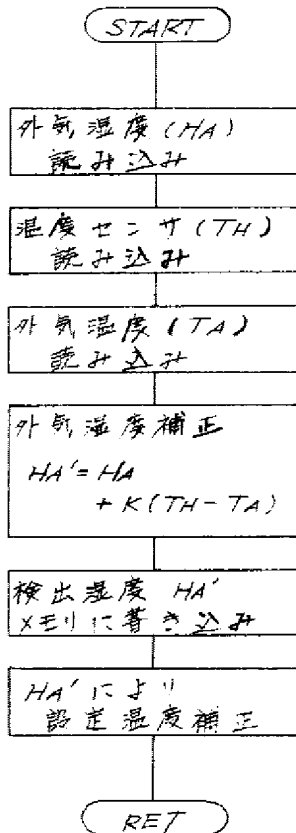 START
外気湿度(HA)
読み込み
温度センサ(TH)
読み込み
外気温度(TA)
読み込み
外気湿度補正
HA'=HA
+K(TH-TA)
検出湿度 HA'
メモリに書き込み
HA'により
設定温度補正
RET